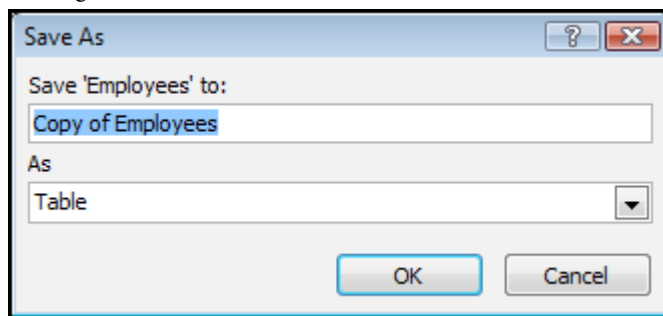 Save As
Save 'Employees' to:
Copy of Employees
As
Table
OK Cancel